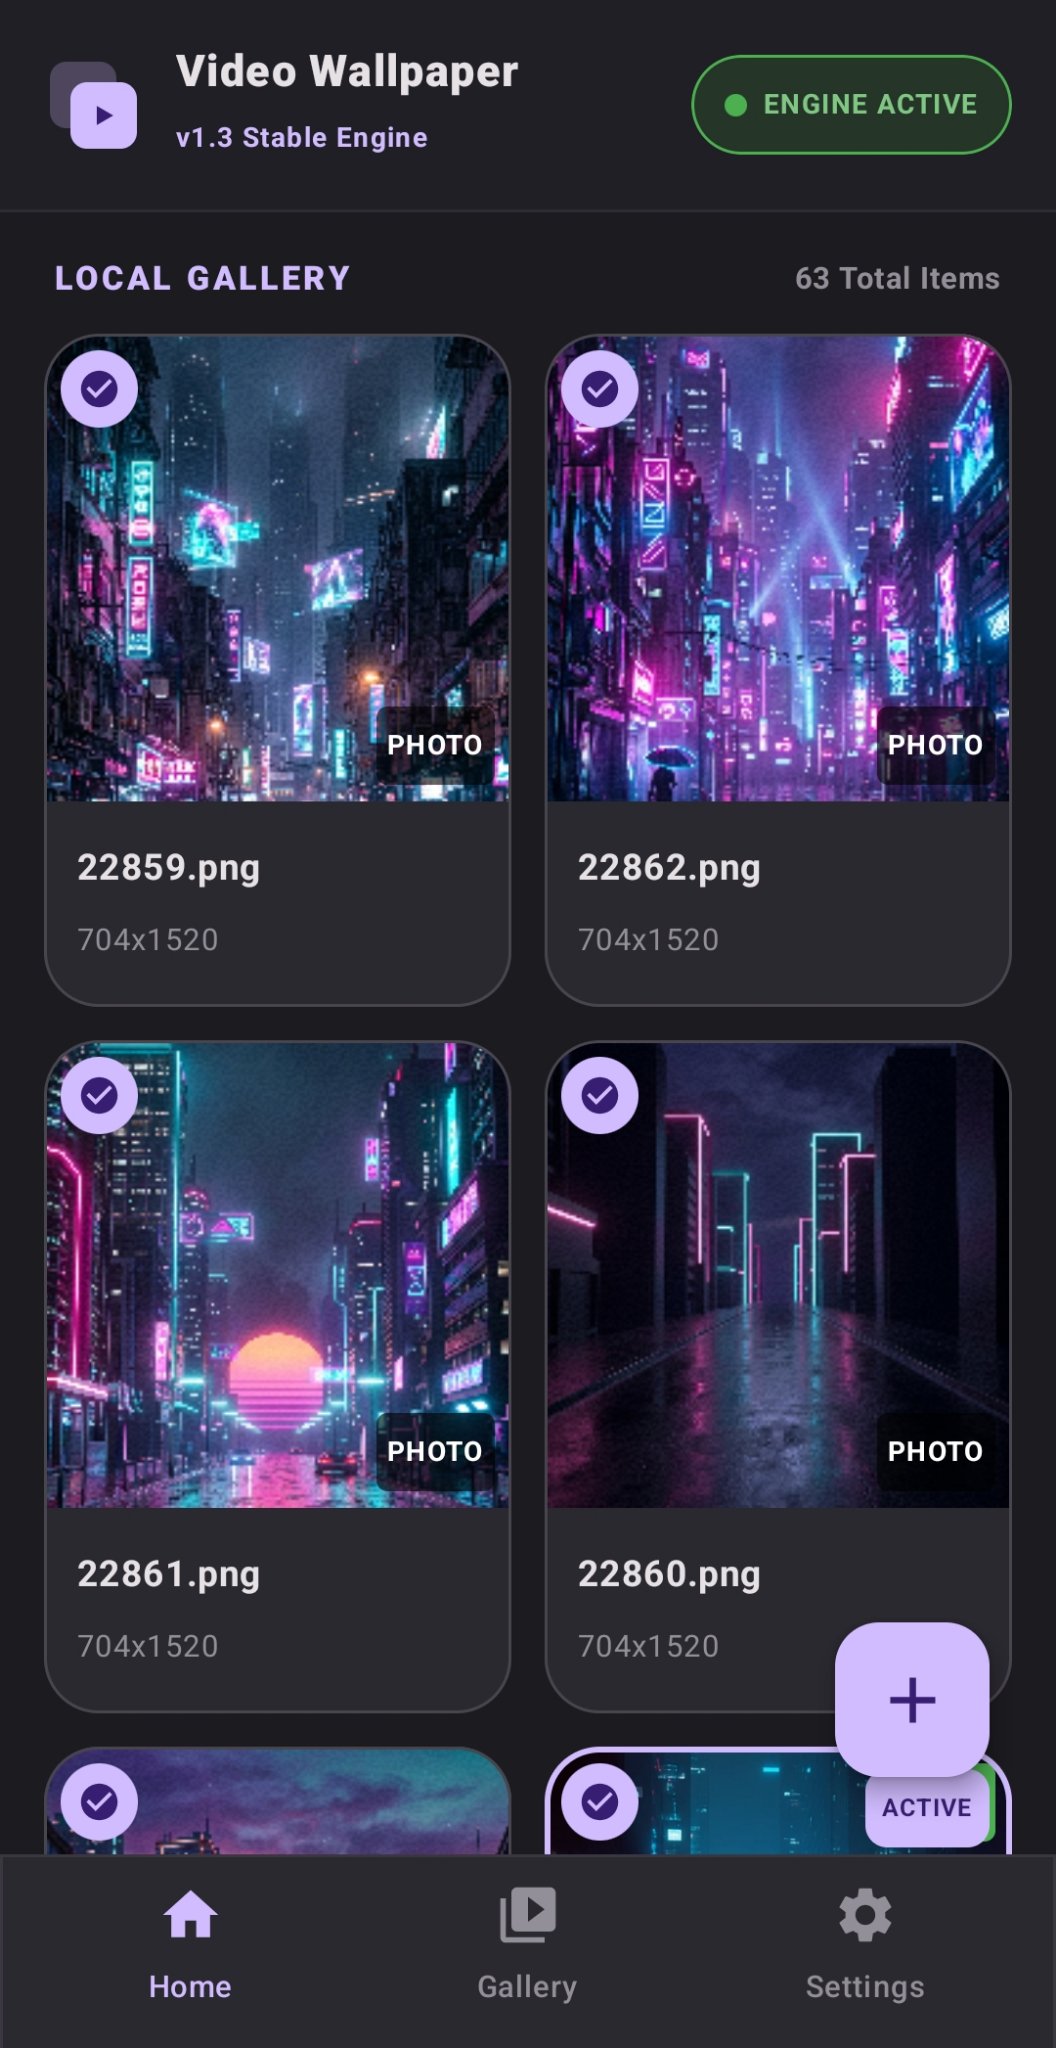 Video Wallpaper
v1.3 Stable Engine
ENGINE ACTIVE
LOCAL GALLERY
63 Total Items
PHOTO
PHOTO
22859.png
22862.png
704x1520
704x1520
PHOTO
PHOTO
22861.png
22860.png
704x1520
704x1520
ACTIVE
Home
Gallery
Settings